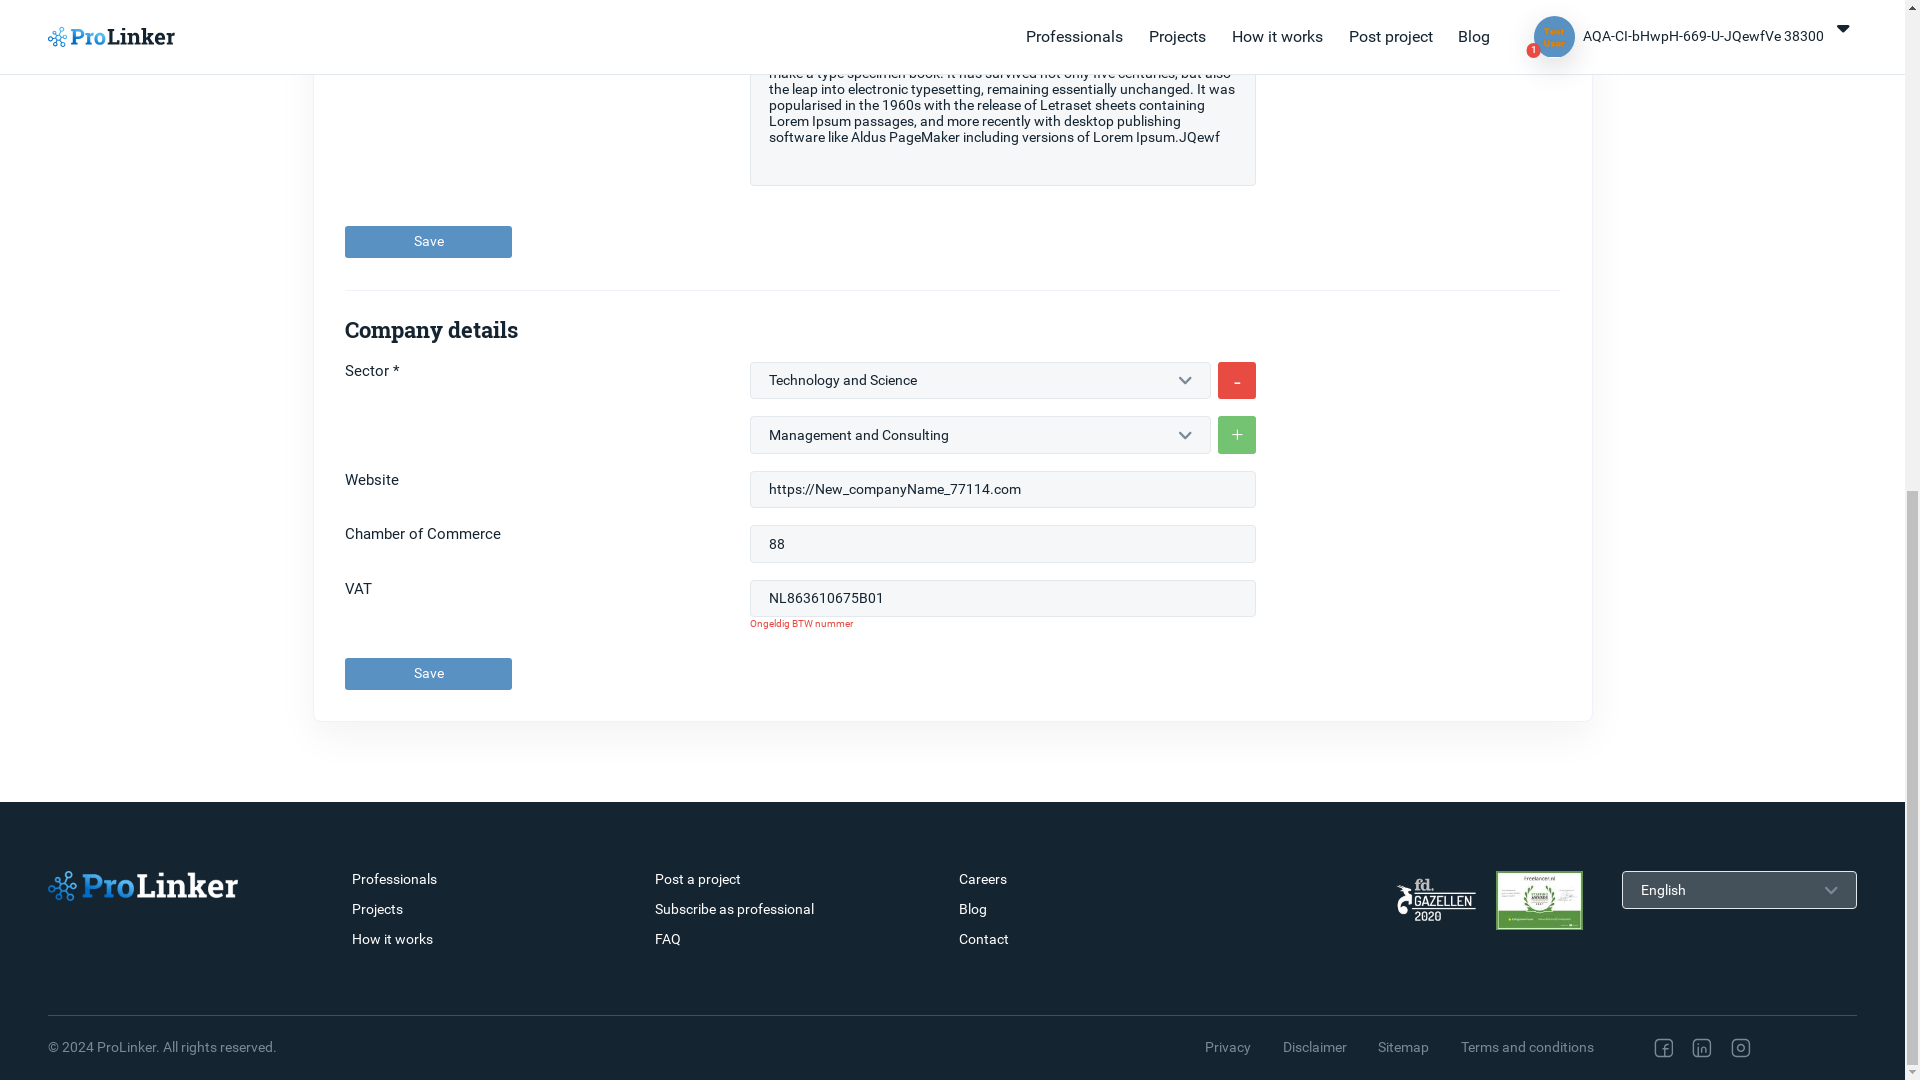 ProLinker
Professionals
Projects
How it works
Post project
Blog
1
AQA-CI-bHwpH-669-U-JQewfVe 38300
make a type specimen book. It has survived not only five centuries, but also
the leap into electronic typesetting, remaining essentially unchanged. It was
popularised in the 1960s with the release of Letraset sheets containing
Lorem Ipsum passages, and more recently with desktop publishing
software like Aldus PageMaker including versions of Lorem Ipsum.JQewf
Save
Company details
Sector *
Technology and Science
-
Management and Consulting
+
Website
https://New_companyName_77114.com
Chamber of Commerce
88
VAT
NL863610675B01
Ongeldig BTW nummer
Save
ProLinker
Professionals
Projects
How it works
Post a project
Subscribe as professional
FAQ
Careers
Blog
Contact
fd.
GAZELLEN
2020
Freelancer.nl
English
© 2024 ProLinker. All rights reserved.
Privacy
Disclaimer
Sitemap
Terms and conditions